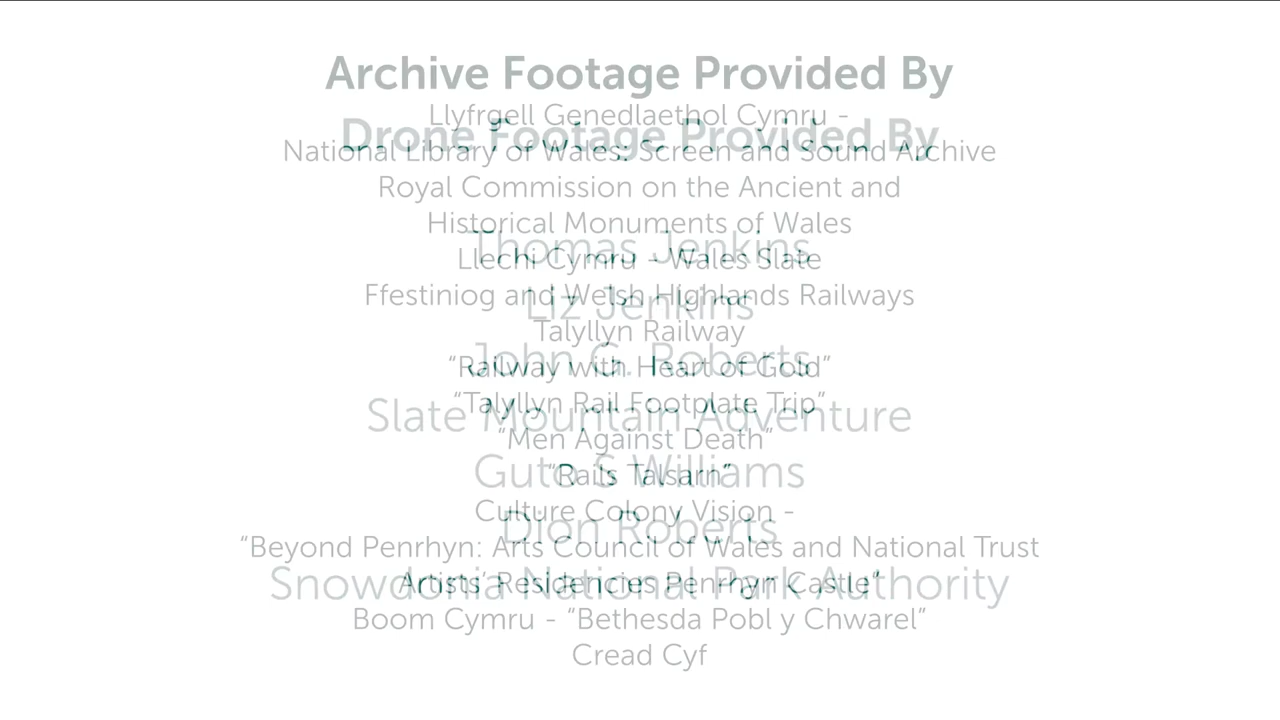 Archive Footage Provided By
Llyfrgell Genedlaethol Cymru -
National Library of Wales: Screen and Sound Archive
Royal Commission on the Ancient and
Historical Monuments of Wales
Llechi Cymru - Wales Slate
Ffestiniog and Welsh Highlands Railways
Talyllyn Railway
“Railway with Heart of Gold”
“Talyllyn Rail Footplate Trip”
“Men Against Death”
“Rails Talsarn”
Culture Colony Vision -
“Beyond Penrhyn: Arts Council of Wales and National Trust
Artists’ Residencies Penrhyn Castle”
Boom Cymru - “Bethesda Pobl y Chwarel”
Cread Cyf
Drone Footage Provided By
Thomas Jenkins
Liz Jenkins
John G. Roberts
Slate Mountain Adventure
Guto S Williams
Dion Roberts
Snowdonia National Park Authority